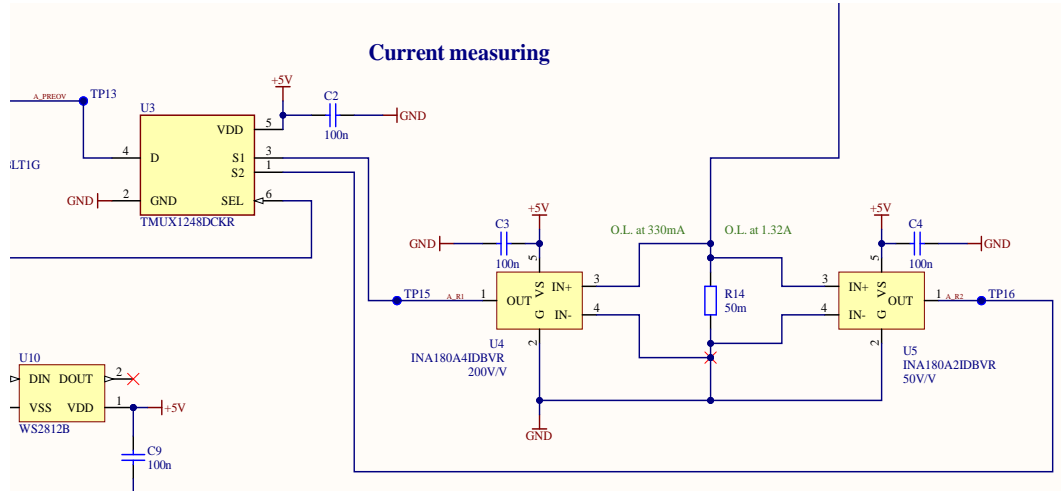 Current measuring
A_PREOV
TP13
U3
+5V
C2
100n
GND
VDD
5
4
D
S1
3
S2
1
GND
2
GND
SEL
6
TMUX1248DCKR
+5V
C3
GND
100n
5
O.L. at 330mA
O.L. at 1.32A
+5V
C4
GND
100n
5
TP15
A_R1
1
OUT
VS
G
IN+
3
IN-
4
2
U4
INA180A4IDBVR
200V/V
R14
50m
3
IN+
4
IN-
VS
G
OUT
1
A_R2
TP16
2
U5
INA180A2IDBVR
50V/V
GND
U10
DIN
DOUT
2
VSS
VDD
1
+5V
WS2812B
C9
100n